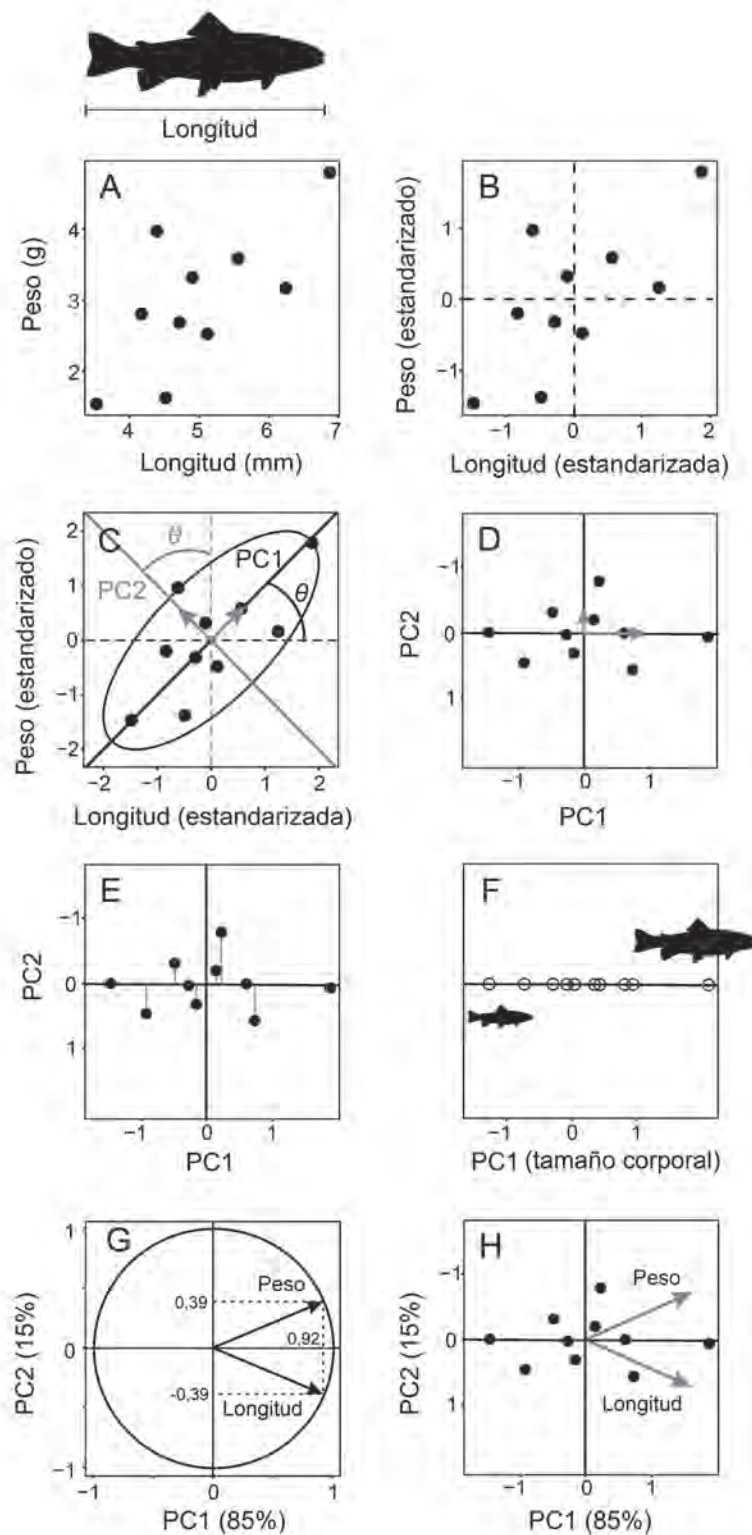 Longitud
A
Peso (g)
4
3
2
4 5 6 7
Longitud (mm)
B
Peso (estandarizado)
1
0
−1
−1 0 1 2
Longitud (estandarizada)
C
Peso (estandarizado)
2
1
0
−1
−2
θ
PC1
PC2
θ
−2 −1 0 1 2
Longitud (estandarizada)
D
PC2
-1
0
1
−1 0 1
PC1
E
PC2
-1
0
1
−1 0 1
PC1
F
−1 0 1
PC1 (tamaño corporal)
G
PC2 (15%)
1
0
−1
Peso
0,39
0,92
-0,39
Longitud
-1 0 1
PC1 (85%)
H
PC2 (15%)
-1
0
1
Peso
Longitud
−1 0 1
PC1 (85%)